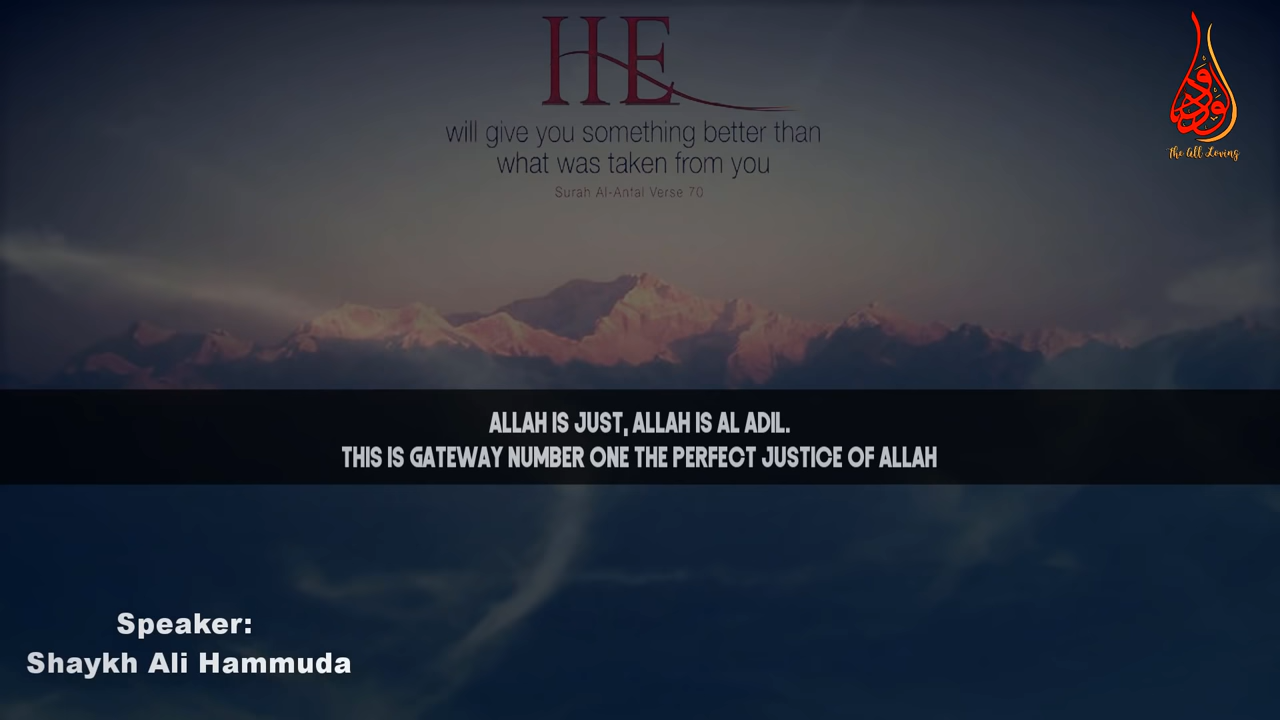 HE
will give you something better than
what was taken from you
Surah Al-Anfal Verse 70
الودود
The All Loving
ALLAH IS JUST, ALLAH IS AL ADIL.
THIS IS GATEWAY NUMBER ONE THE PERFECT JUSTICE OF ALLAH
Speaker:
Shaykh Ali Hammuda